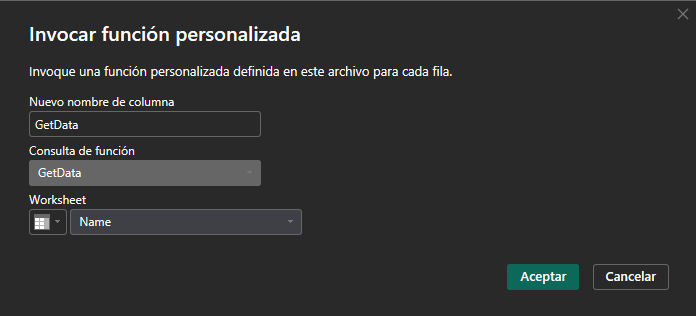 Invocar función personalizada
Invoque una función personalizada definida en este archivo para cada fila.
Nuevo nombre de columna
GetData
Consulta de función
GetData
Worksheet
Name
Aceptar
Cancelar